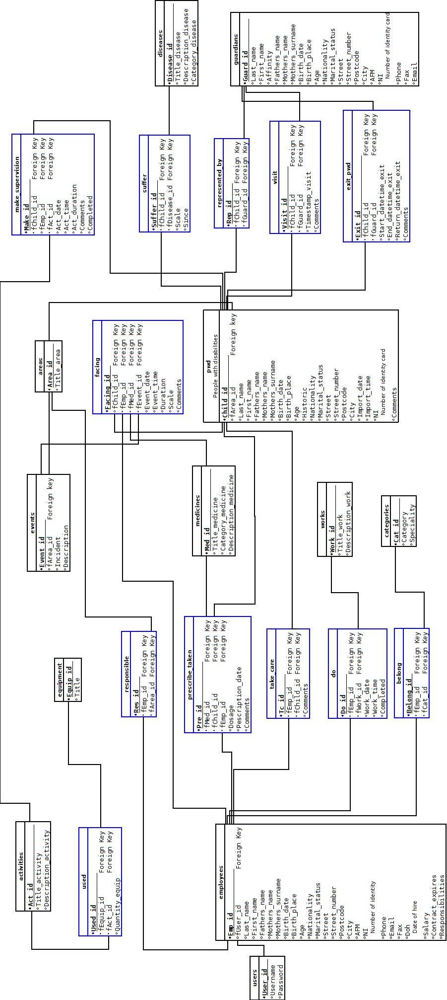 activities
Act_id
Title_activity
Description_activity
make_supervision
Make_id
fChild_id Foreign Key
fEmp_id Foreign Key
fAct_id Foreign Key
Act_date
Act_time
Act_duration
Comments
Completed
equipment
Equip_id
Title
events
Event_id
fArea_id Foreign key
Incident
Description
areas
Area_id
Title_area
used
Used_id
fEquip_id Foreign Key
fAct_id Foreign Key
Quantity_equip
responsible
Res_id
fEmp_id Foreign Key
fArea_id Foreign Key
facing
Facing_id
fChild_id Foreign Key
fEmp_id Foreign Key
fMed_id Foreign Key
fEvent_id Foreign Key
Event_date
Event_time
Duration
Scale
Comments
suffer
Suffer_id
fChild_id Foreign Key
fDisease_id Foreign Key
Scale
Since
diseases
Disease_id
Title_disease
Description_disease
Category_disease
prescribe_taken
Pre_id
fMed_id Foreign Key
fChild_id Foreign Key
fEmp_id Foreign Key
Dosage
Pescription_date
Comments
medicines
Med_id
Title_medicine
Category_medicine
Description_medicine
represented_by
Rep_id
fChild_id Foreign Key
fGuard_id Foreign Key
guardians
Guard_id
Last_name
First_name
Affinity
Fathers_name
Mothers_name
Mothers_surname
Birth_date
Birth_place
Age
Nationality
Marital_status
Street
Street_number
Postcode
City
AFM
NI
Number of identity card
Phone
Fax
Email
users
User_id
Username
Password
employees
Emp_id
fUser_id Foreign Key
Last_name
First_name
Fathers_name
Mothers_name
Mothers_surname
Birth_date
Birth_place
Age
Nationality
Marital_status
Street
Street_number
Postcode
City
AFM
NI
Number of identity
Phone
Email
Fax
Doh
Date of hire
Salary
Contract_expires
Responsibilities
take_care
Tc_id
fEmp_id Foreign Key
fChild_id Foreign Key
Comments
pwd
People with disabilities
Child_id
fArea_id Foreign key
Last_name
First_name
Fathers_name
Mothers_name
Mothers_surname
Birth_date
Birth_place
Age
Historic
Nationality
Marital_status
Street
Street_number
Postcode
City
Import_date
Import_time
NI
Number of identity card
Comments
visit
Visit_id
fChild_id Foreign Key
fGuard_id Foreign Key
Timestamp_visit
Comments
do
Do_id
fEmp_id Foreign Key
fWork_id Foreign Key
Work_date
Work_time
Completed
works
Work_id
Title_work
Description_work
exit_pwd
Exit_id
fChild_id Foreign Key
fGuard_id Foreign Key
Start_datetime_exit
End_datetime_exit
Return_datetime_exit
Comments
belong
Belong_id
fEmp_id Foreign Key
fCat_id Foreign Key
categories
Cat_id
Category
Speciality